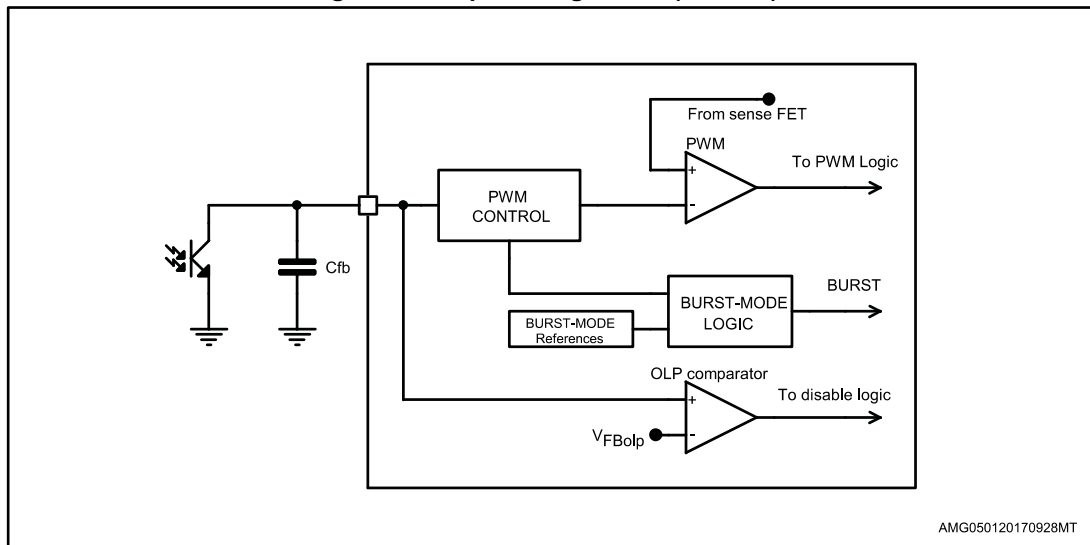 From sense FET
PWM
+
-
To PWM Logic
PWM
CONTROL
Cfb
BURST
BURST-MODE
LOGIC
BURST-MODE
References
OLP comparator
+
-
To disable logic
VFBolp
AMG050120170928MT